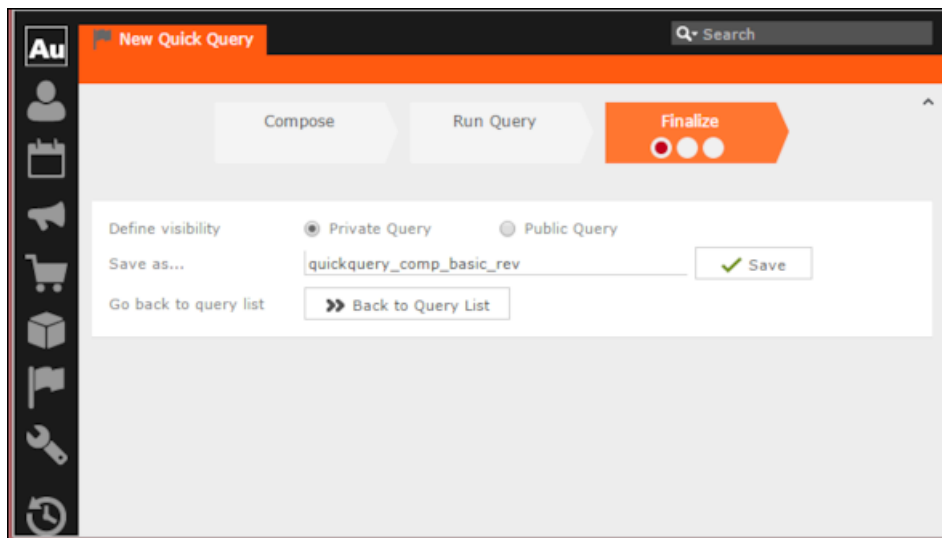 Au
New Quick Query
Search
Compose
Run Query
Finalize
Define visibility
Private Query
Public Query
Save as...
quickquery_comp_basic_rev
Save
Go back to query list
Back to Query List